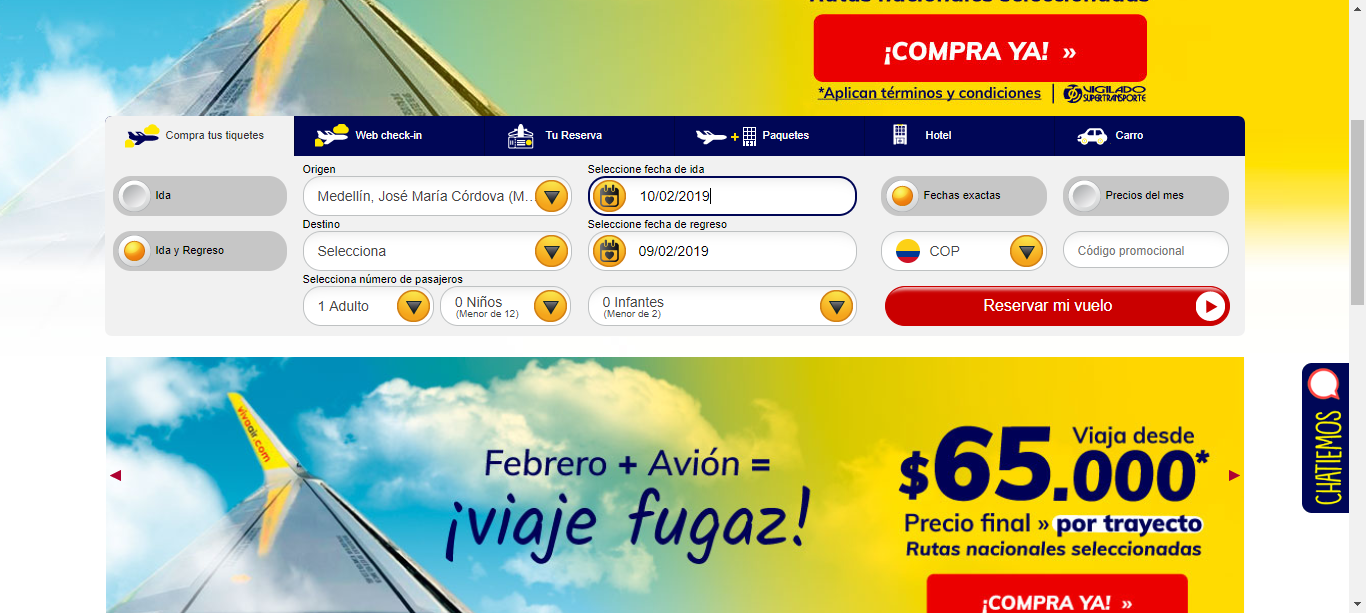 Rutas nacionales seleccionadas
¡COMPRA YA! »
*Aplican términos y condiciones | VIGILADO
SUPERTRANSPORTE
Compra tus tiquetes
Web check-in
Tu Reserva
Paquetes
Hotel
Carro
Origen
Seleccione fecha de ida
Ida
Medellín, José María Córdova (M...
10/02/2019
Fechas exactas
Precios del mes
Destino
Seleccione fecha de regreso
Ida y Regreso
Selecciona
09/02/2019
COP
Código promocional
Selecciona número de pasajeros
1 Adulto
0 Niños
(Menor de 12)
0 Infantes
(Menor de 2)
Reservar mi vuelo
CHATIEMOS
vivaair.com
Febrero + Avión =
¡viaje fugaz!
Viaja desde
$65.000*
Precio final » por trayecto
Rutas nacionales seleccionadas
¡COMPRA YA! »